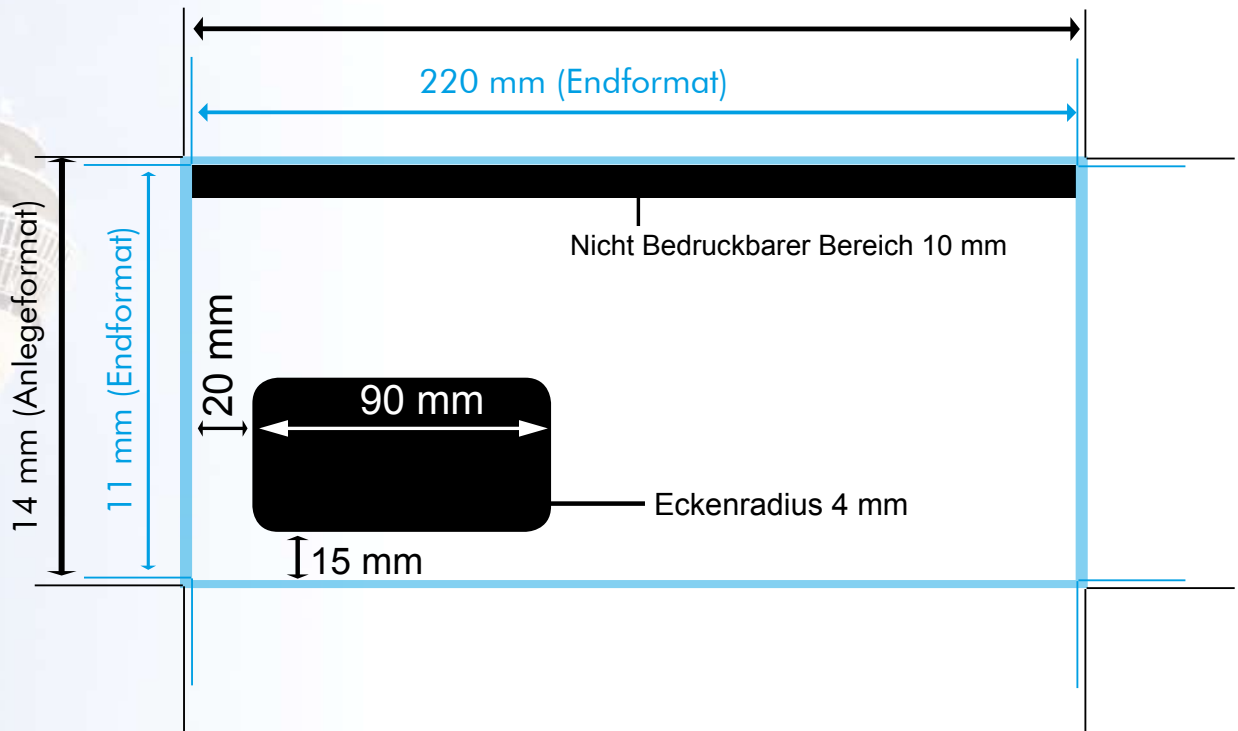 220 mm (Endformat)
Nicht Bedruckbarer Bereich 10 mm
14 mm (Anlegeformat)
11 mm (Endformat)
20 mm
90 mm
Eckenradius 4 mm
15 mm